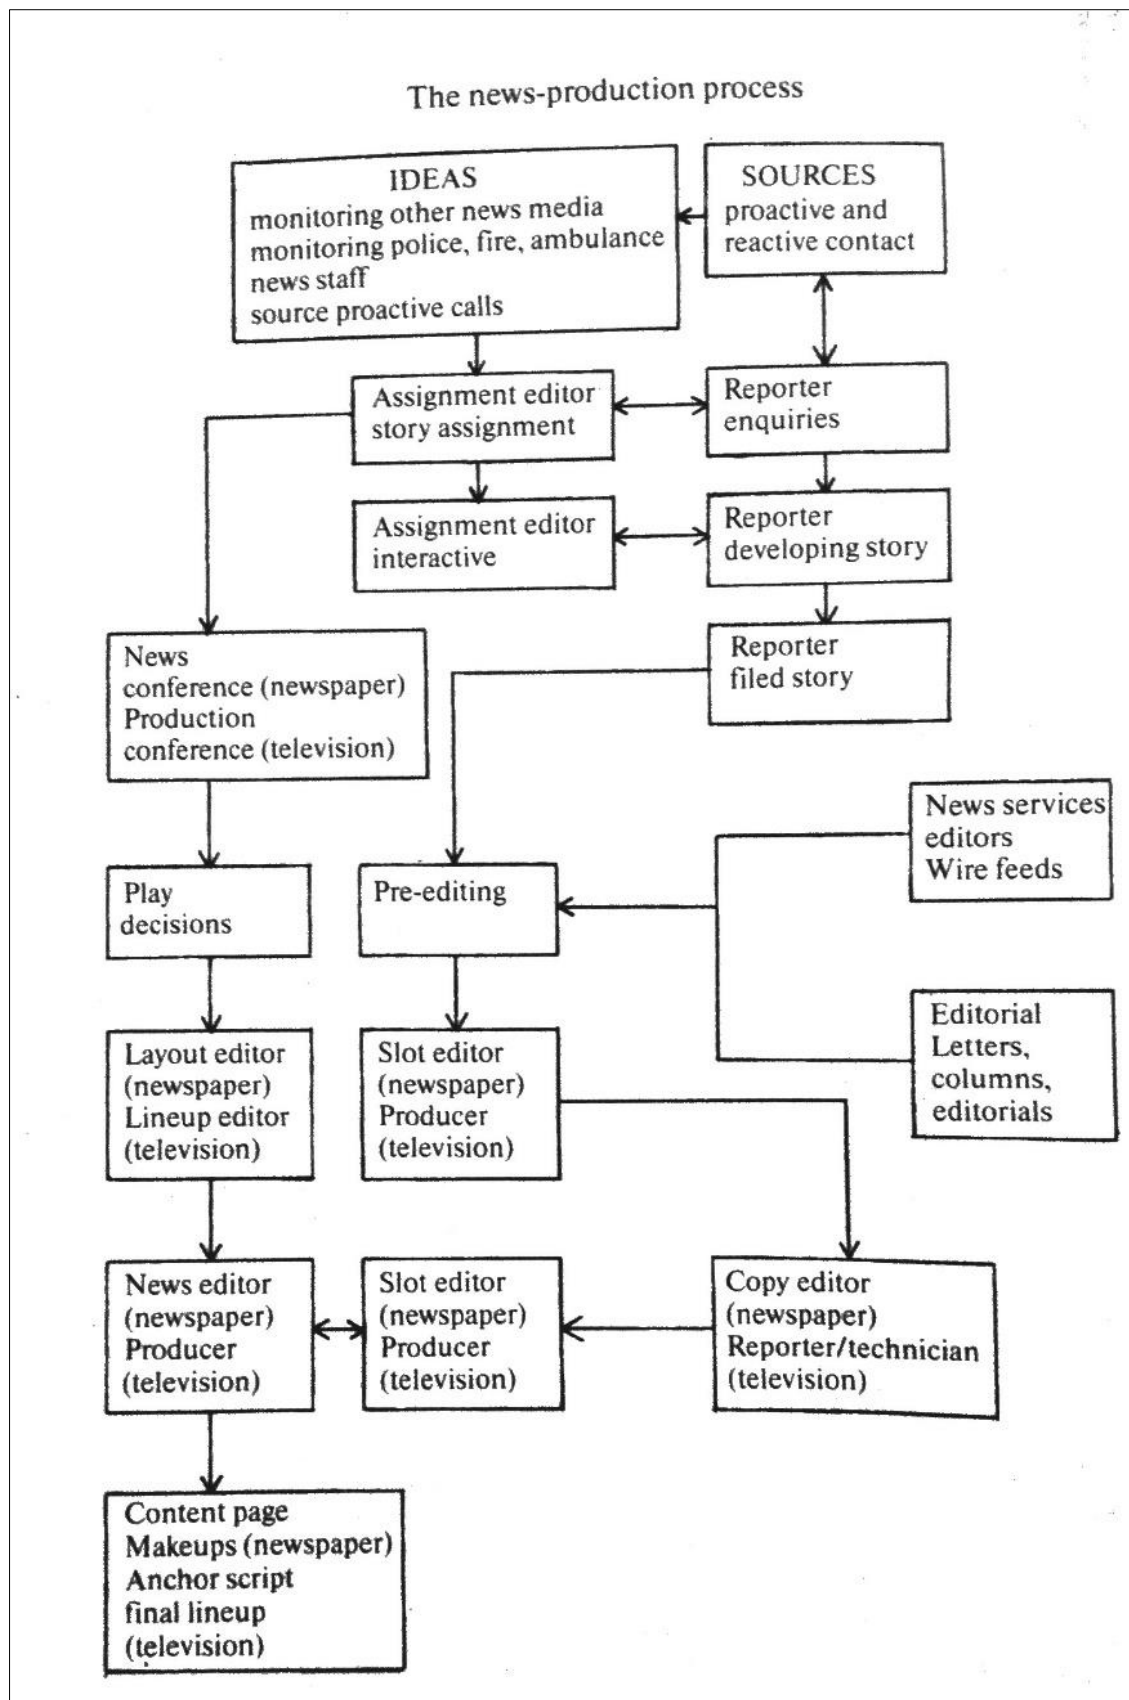 The news-production process
IDEAS
monitoring other news media
monitoring police, fire, ambulance
news staff
source proactive calls
SOURCES
proactive and
reactive contact
Assignment editor
story assignment
Reporter
enquiries
Assignment editor
interactive
Reporter
developing story
Reporter
filed story
News
conference (newspaper)
Production
conference (television)
News services
editors
Wire feeds
Play
decisions
Pre-editing
Editorial
Letters,
columns,
editorials
Layout editor
(newspaper)
Lineup editor
(television)
Slot editor
(newspaper)
Producer
(television)
News editor
(newspaper)
Producer
(television)
Slot editor
(newspaper)
Producer
(television)
Copy editor
(newspaper)
Reporter/technician
(television)
Content page
Makeups (newspaper)
Anchor script
final lineup
(television)